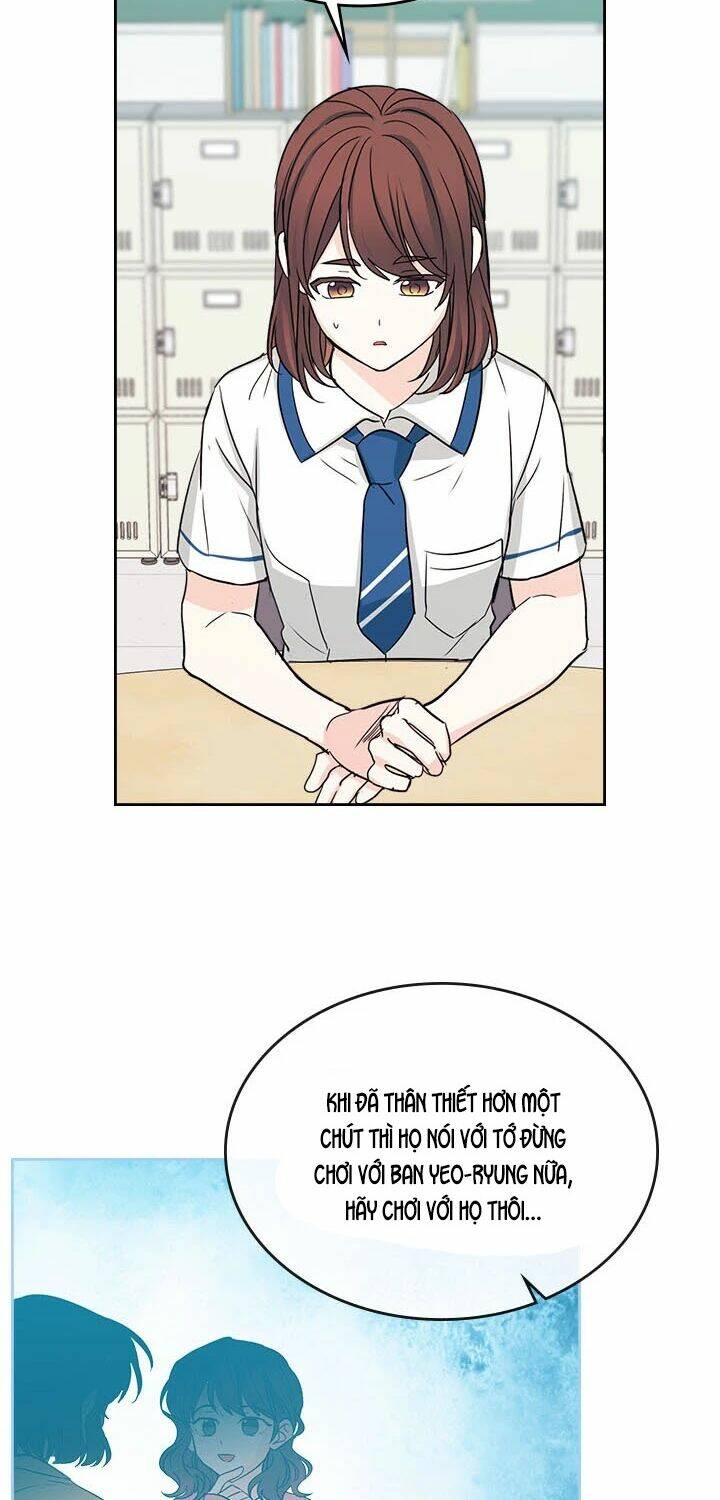 KHI ĐÃ THÂN THIẾT HƠN MỘT
CHÚT THÌ HỌ NÓI VỚI TỚ ĐỪNG
CHƠI VỚI BAN YEO-RYUNG NỮA,
HÃY CHƠI VỚI HỌ THÔI...